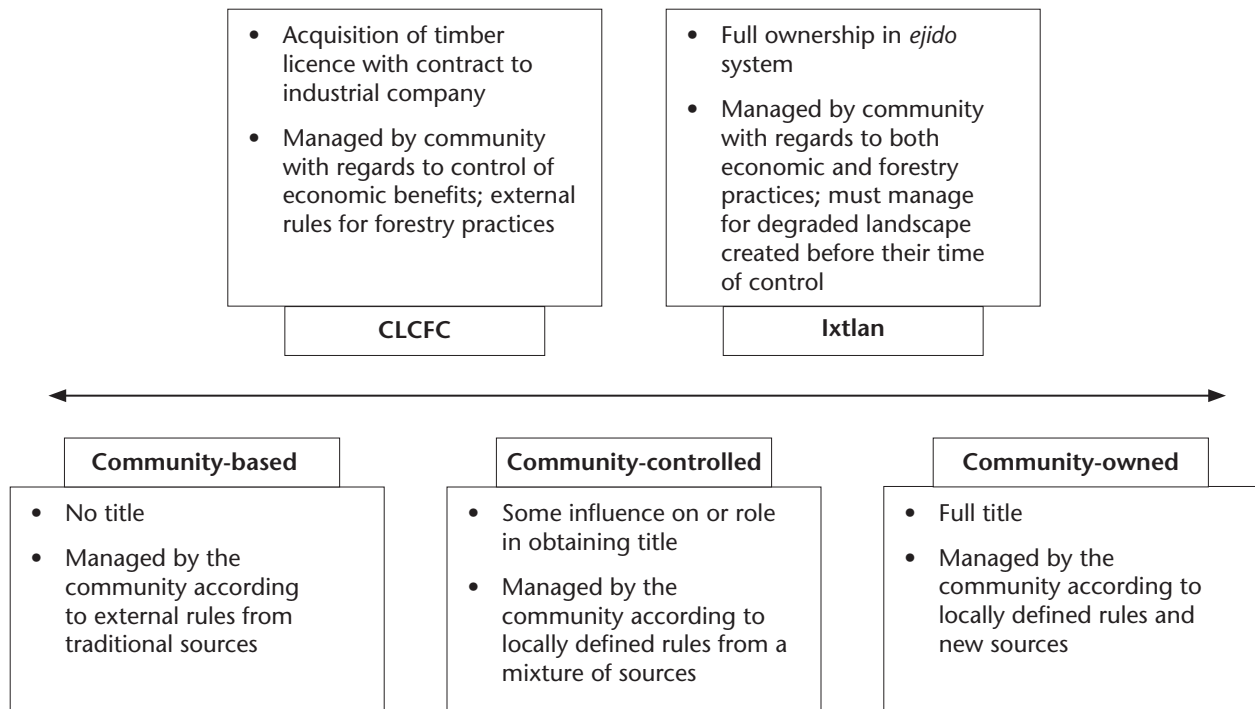 • Acquisition of timber
licence with contract to
industrial company
• Managed by community
with regards to control of
economic benefits; external
rules for forestry practices
CLCFC
• Full ownership in ejido
system
• Managed by community
with regards to both
economic and forestry
practices; must manage
for degraded landscape
created before their time
of control
Ixtlan
Community-based
• No title
• Managed by the
community according
to external rules from
traditional sources
Community-controlled
• Some influence on or role
in obtaining title
• Managed by the
community according to
locally defined rules from a
mixture of sources
Community-owned
• Full title
• Managed by the
community according to
locally defined rules and
new sources